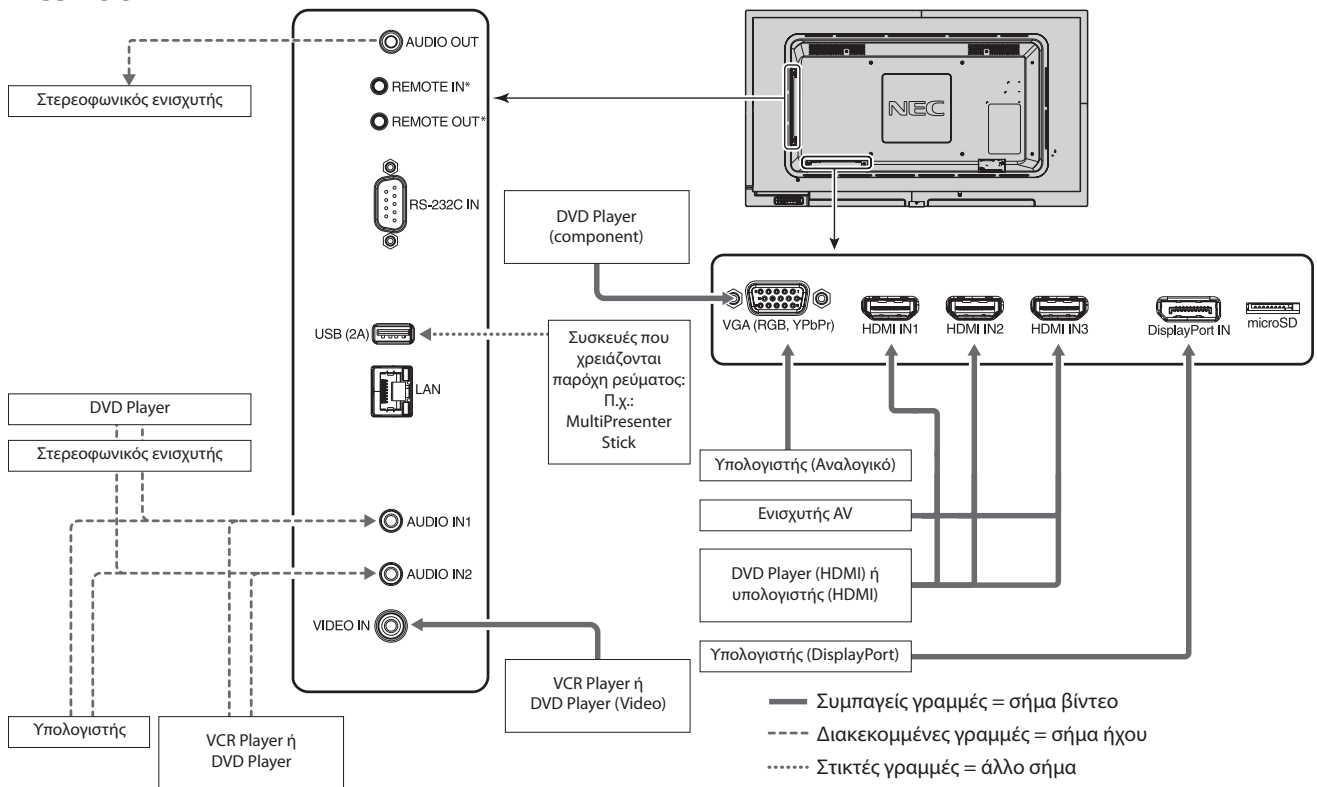 AUDIO OUT
Στερεοφωνικός ενισχυτής
REMOTE IN*
REMOTE OUT*
RS-232C IN
USB (2A)
LAN
DVD Player
Στερεοφωνικός ενισχυτής
AUDIO IN1
AUDIO IN2
VIDEO IN
Υπολογιστής
VCR Player ή
DVD Player
NEC
DVD Player
(component)
Συσκευές που
χρειάζονται
παρόχη ρεύματος:
Π.χ.:
MultiPresenter
Stick
VCR Player ή
DVD Player (Video)
VGA (RGB, YPbPr)
HDMI IN1
HDMI IN2
HDMI IN3
DisplayPort IN
microSD
Υπολογιστής (Αναλογικό)
Ενισχυτής AV
DVD Player (HDMI) ή
υπολογιστής (HDMI)
Υπολογιστής (DisplayPort)
Συμπαγείς γραμμές = σήμα βίντεο
Διακεκομμένες γραμμές = σήμα ήχου
Στικτές γραμμές = άλλο σήμα